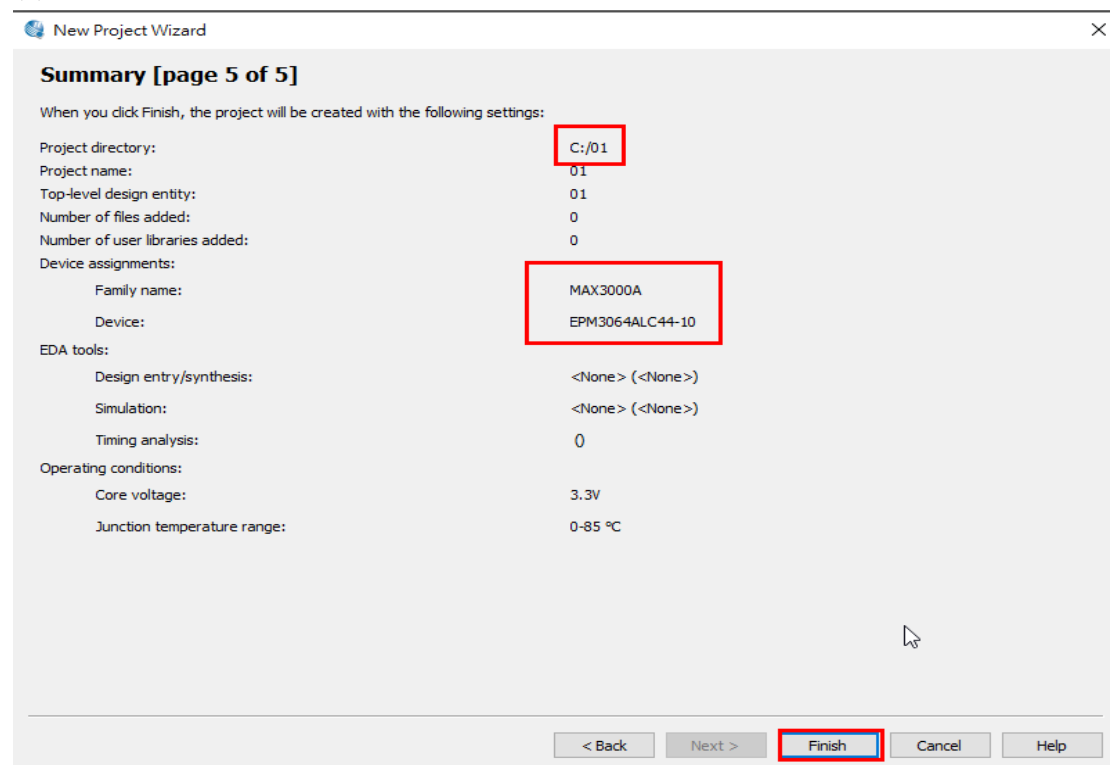 New Project Wizard
Summary [page 5 of 5]
When you click Finish, the project will be created with the following settings:
Project directory: C:/01
Project name: 01
Top-level design entity: 01
Number of files added: 0
Number of user libraries added: 0
Device assignments:
Family name: MAX3000A
Device: EPM3064ALC44-10
EDA tools:
Design entry/synthesis: <None> (<None>)
Simulation: <None> (<None>)
Timing analysis: ()
Operating conditions:
Core voltage: 3.3V
Junction temperature range: 0-85 ºC
< Back Next > Finish Cancel Help